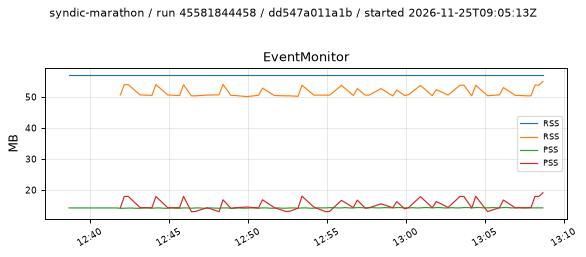 syndic-marathon / run 45581844458 / dd547a011a1b / started 2026-11-25T09:05:13Z
EventMonitor
MB
50
40
30
20
RSS
RSS
PSS
PSS
12:40
12:45
12:50
12:55
13:00
13:05
13:10